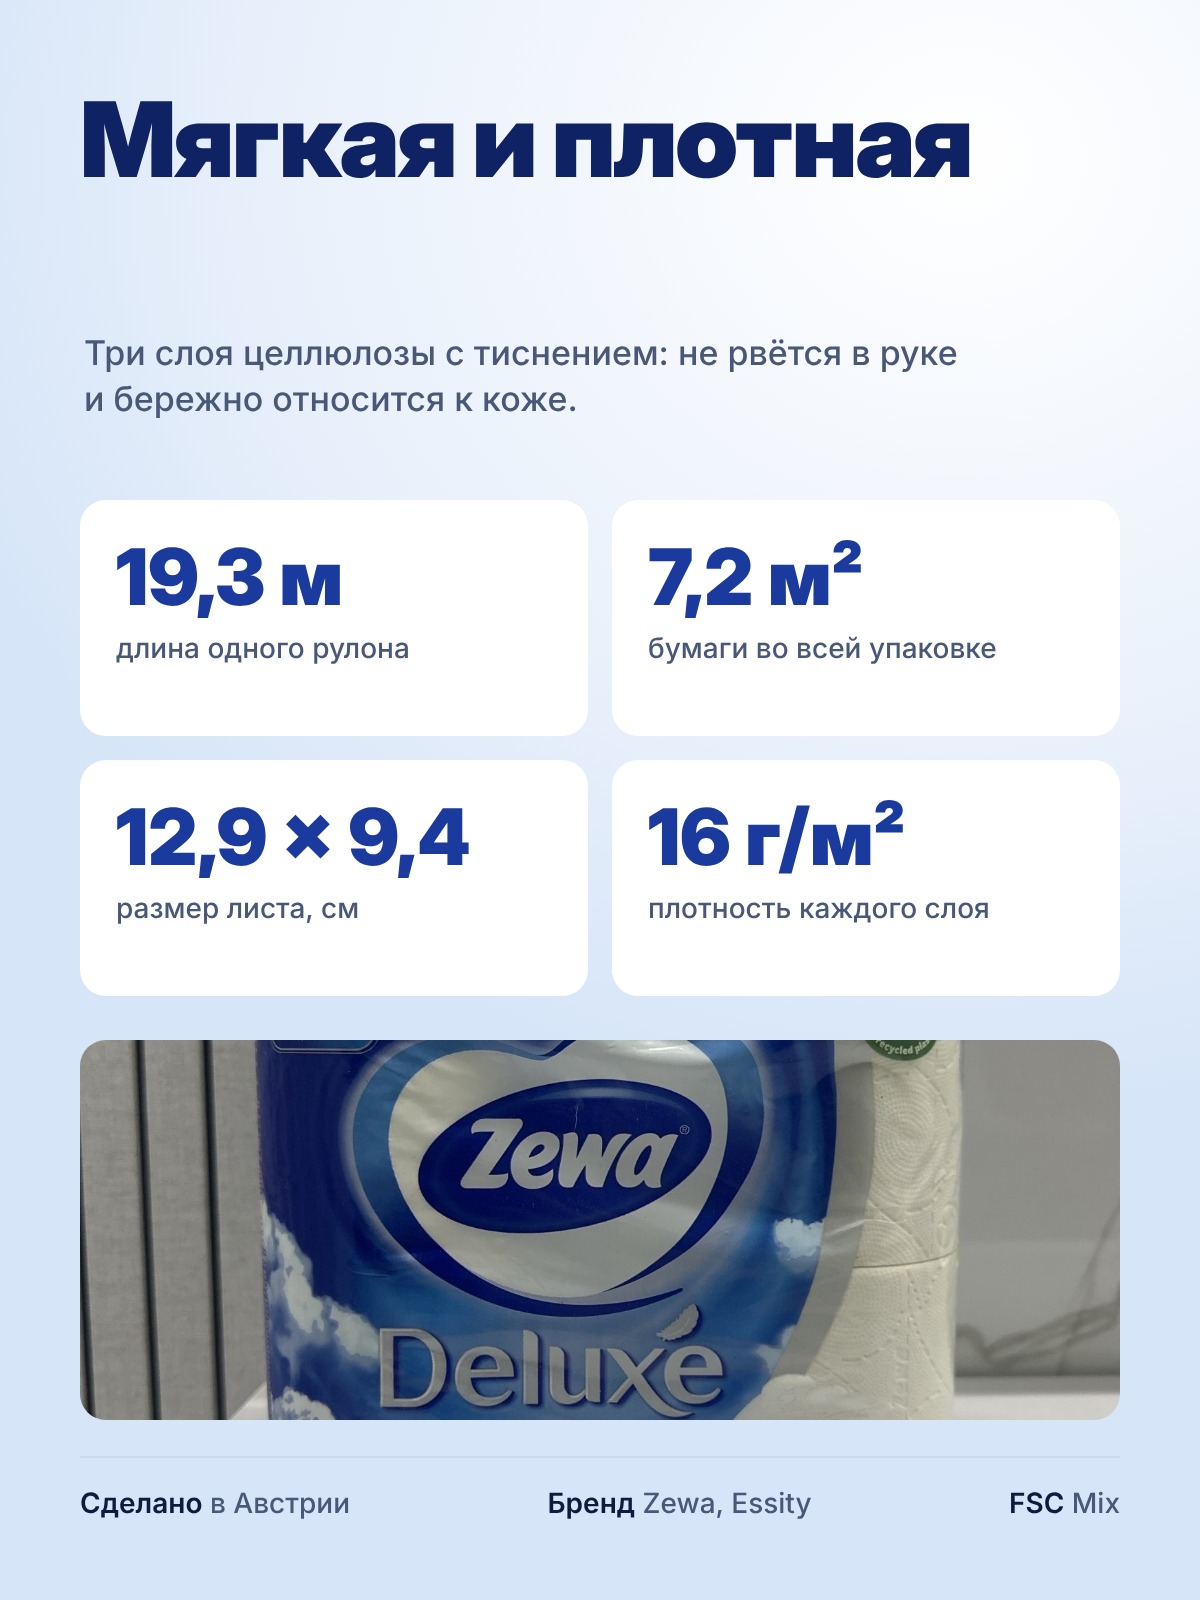 Мягкая и плотная
Три слоя целлюлозы с тиснением: не рвётся в руке
и бережно относится к коже.
19,3 м
длина одного рулона
7,2 м²
бумаги во всей упаковке
12,9 × 9,4
размер листа, см
16 г/м²
плотность каждого слоя
recycled
Zewa®
Deluxe
Сделано в Австрии
Бренд Zewa, Essity
FSC Mix